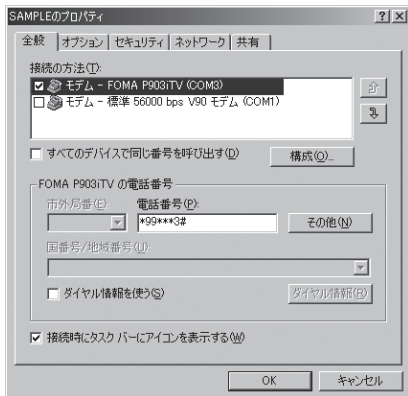 SAMPLEのプロパティ
全般 オプション セキュリティ ネットワーク 共有
接続の方法(T):
モデム - FOMA P903iTV (COM3)
モデム - 標準 56000 bps V90 モデム (COM1)
すべてのデバイスで同じ番号を呼び出す(D) 構成(O)...
FOMA P903iTV の電話番号
市外局番(E): 電話番号(P):
*99***3# その他(N)
国番号/地域番号(U):
ダイヤル情報を使う(S) ダイヤル情報(R)
接続時にタスク バーにアイコンを表示する(W)
OK キャンセル